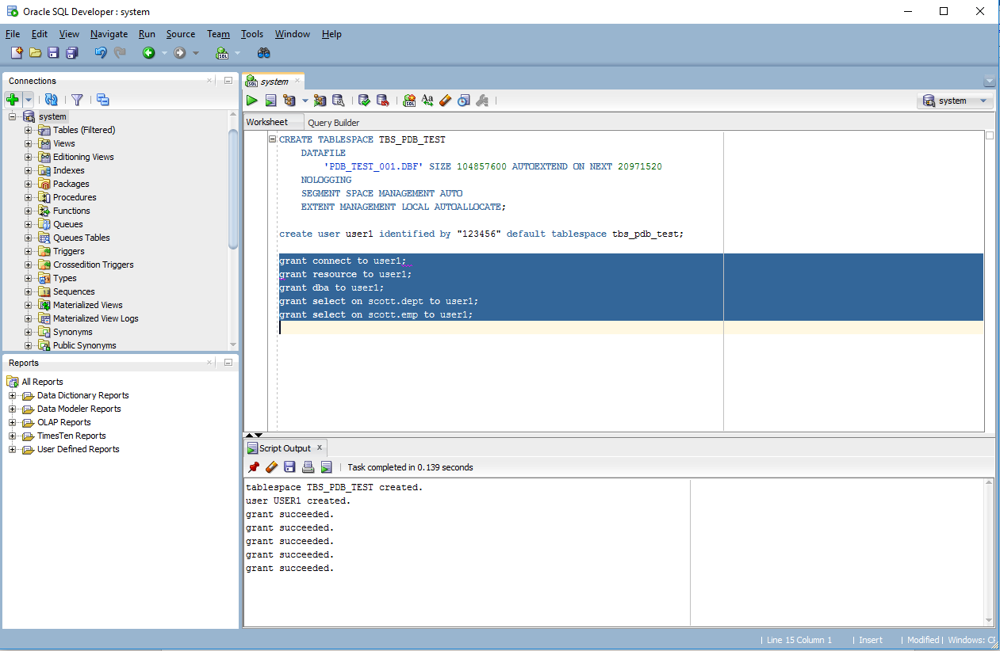 Oracle SQL Developer : system
File Edit View Navigate Run Source Team Tools Window Help
Connections
system
Tables (Filtered)
Views
Editioning Views
Indexes
Packages
Procedures
Functions
Queues
Queues Tables
Triggers
Crossedition Triggers
Types
Sequences
Materialized Views
Materialized View Logs
Synonyms
Public Synonyms
Reports
All Reports
Data Dictionary Reports
Data Modeler Reports
OLAP Reports
TimesTen Reports
User Defined Reports
system
system
Worksheet Query Builder
CREATE TABLESPACE TBS_PDB_TEST
DATAFILE
'PDB_TEST_001.DBF' SIZE 104857600 AUTOEXTEND ON NEXT 20971520
NOLOGGING
SEGMENT SPACE MANAGEMENT AUTO
EXTENT MANAGEMENT LOCAL AUTOALLOCATE;
create user user1 identified by "123456" default tablespace tbs_pdb_test;
grant connect to user1;
grant resource to user1;
grant dba to user1;
grant select on scott.dept to user1;
grant select on scott.emp to user1;
Script Output
Task completed in 0.139 seconds
tablespace TBS_PDB_TEST created.
user USER1 created.
grant succeeded.
grant succeeded.
grant succeeded.
grant succeeded.
grant succeeded.
| Line 15 Column 1 | Insert | Modified | Windows: